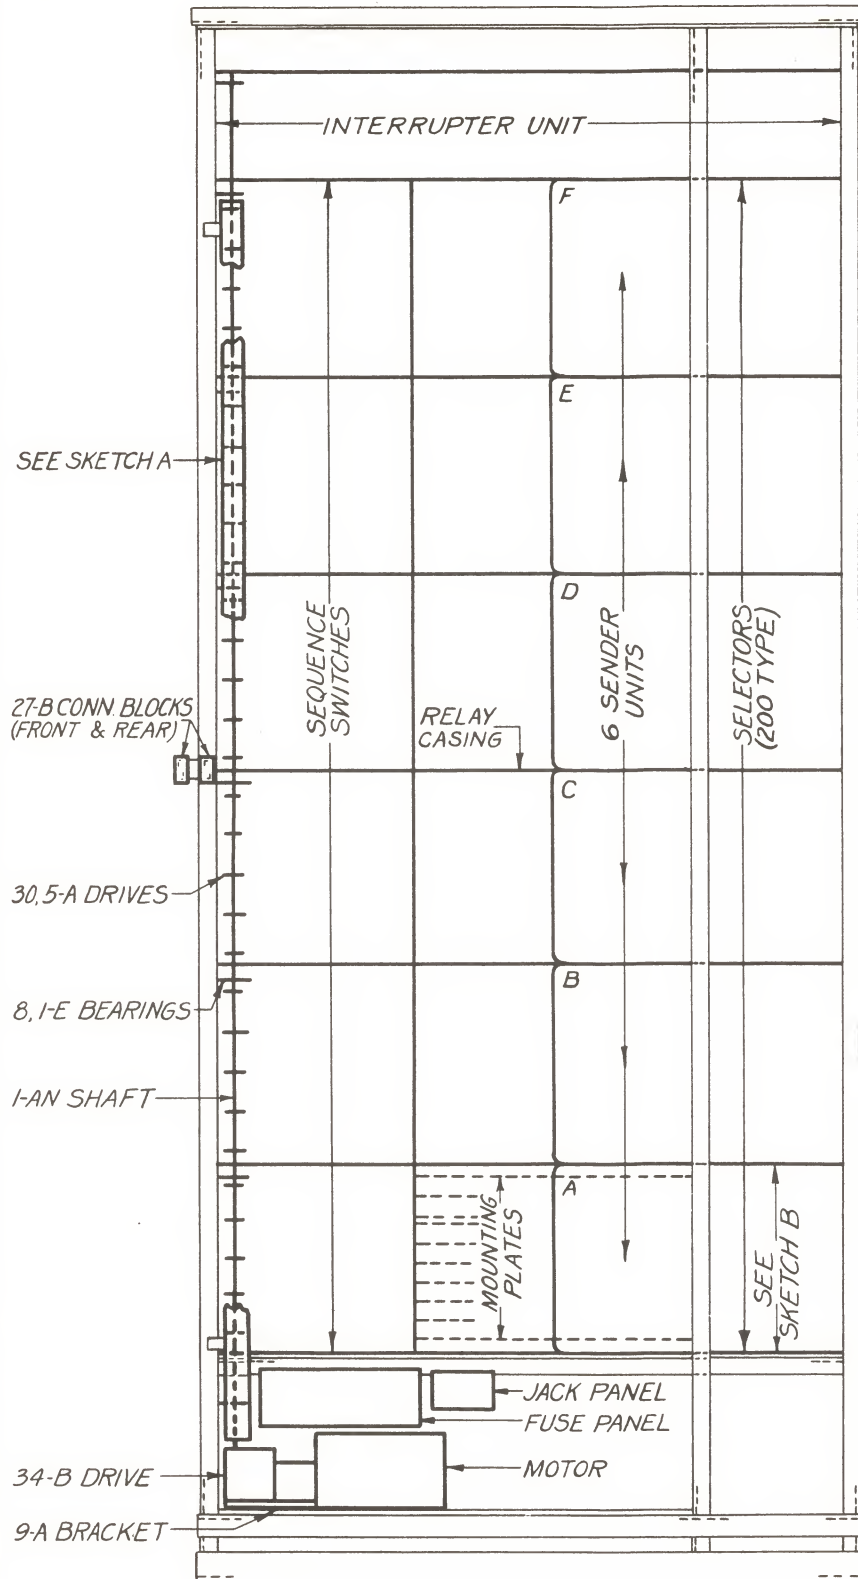 INTERRUPTER UNIT
F
E
SEE SKETCH A
D
SEQUENCE
SWITCHES
6 SENDER
UNITS
SELECTORS
(200 TYPE)
27-B CONN. BLOCKS
(FRONT & REAR)
RELAY
CASING
C
30, 5-A DRIVES
B
8, 1-E BEARINGS
1-AN SHAFT
A
MOUNTING
PLATES
SEE
SKETCH B
JACK PANEL
FUSE PANEL
MOTOR
34-B DRIVE
9-A BRACKET